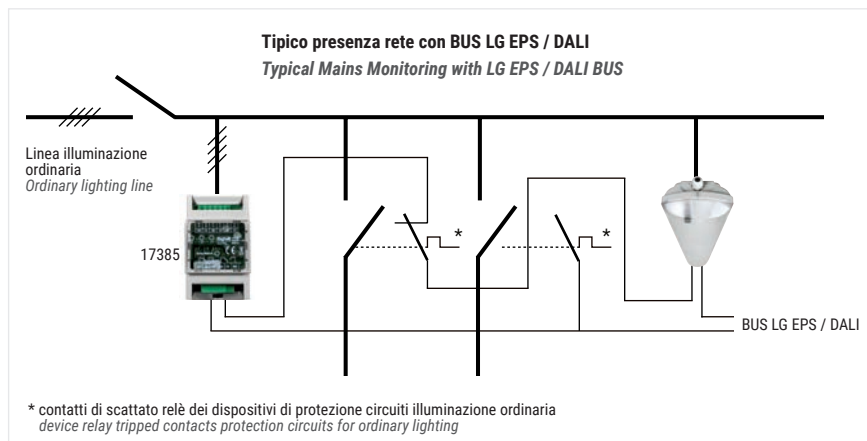 Tipico presenza rete con BUS LG EPS / DALI
Typical Mains Monitoring with LG EPS / DALI BUS
Linea illuminazione
ordinaria
Ordinary lighting line
17385
*
*
BUS LG EPS / DALI
* contatti di scattato relè dei dispositivi di protezione circuiti illuminazione ordinaria
device relay tripped contacts protection circuits for ordinary lighting